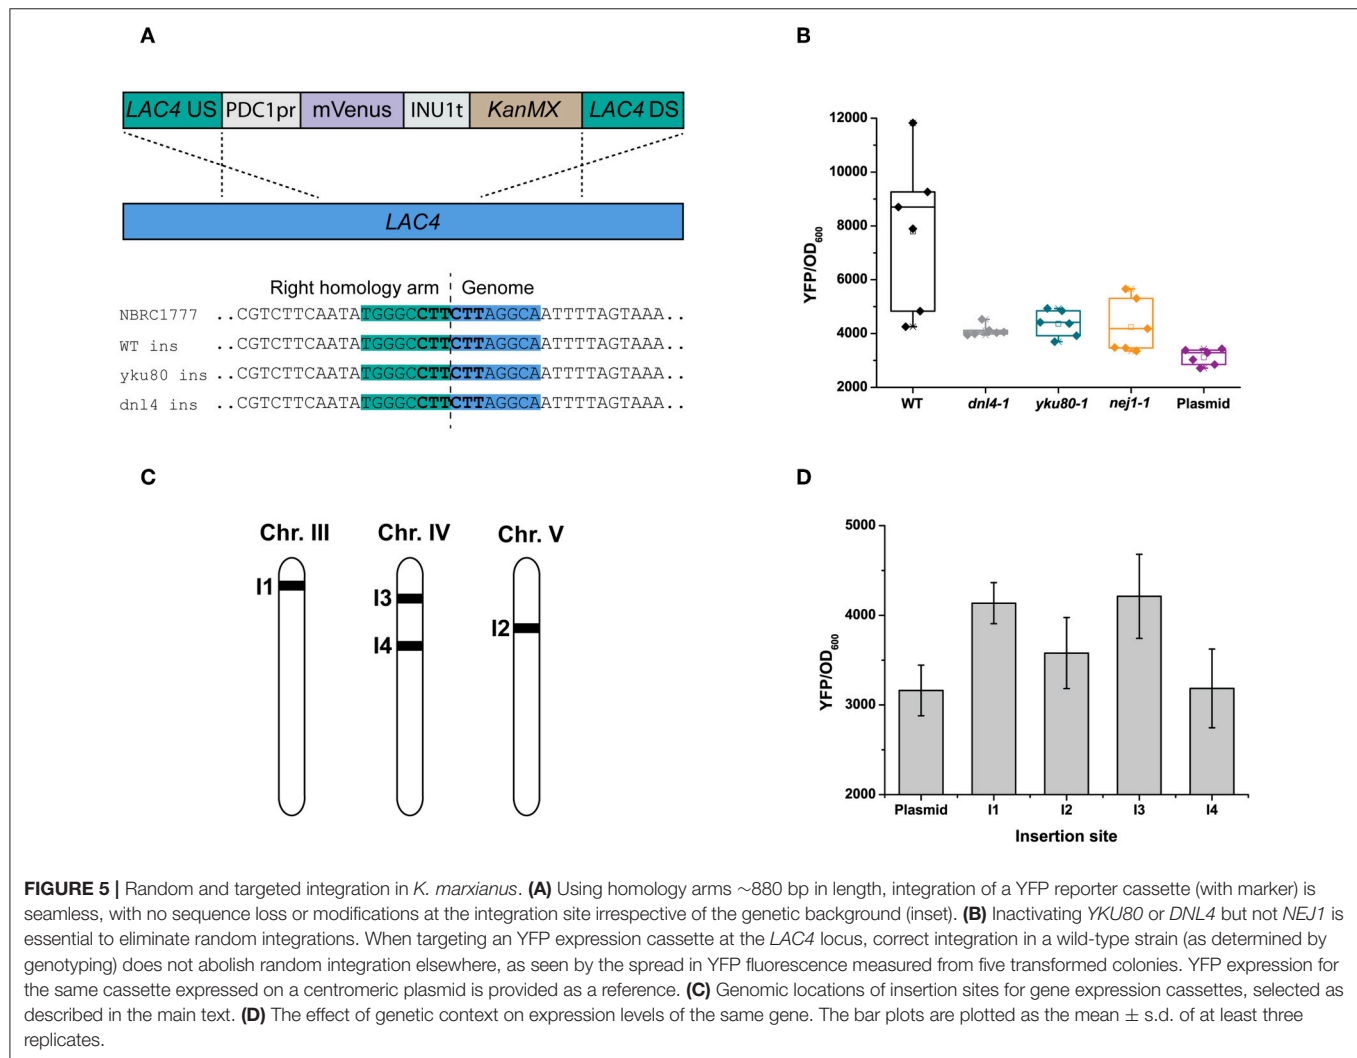 A
LAC4 US PDC1pr mVenus INU1t KanMX LAC4 DS
LAC4
Right homology arm Genome
NBRC1777 ..CGTCTTCAATATGGGCCTTCTTAGGCAATTTTAGTAAA..
WT ins ..CGTCTTCAATATGGGCCTTCTTAGGCAATTTTAGTAAA..
yku80 ins ..CGTCTTCAATATGGGCCTTCTTAGGCAATTTTAGTAAA..
dnl4 ins ..CGTCTTCAATATGGGCCTTCTTAGGCAATTTTAGTAAA..
B
YFP/OD600
12000
10000
8000
6000
4000
2000
WT dnl4-1 yku80-1 nej1-1 Plasmid
C
Chr. III Chr. IV Chr. V
I1
I3
I4
I2
D
YFP/OD600
5000
4000
3000
2000
Plasmid I1 I2 I3 I4
Insertion site
FIGURE 5 | Random and targeted integration in K. marxianus. (A) Using homology arms ~880 bp in length, integration of a YFP reporter cassette (with marker) is
seamless, with no sequence loss or modifications at the integration site irrespective of the genetic background (inset). (B) Inactivating YKU80 or DNL4 but not NEJ1 is
essential to eliminate random integrations. When targeting an YFP expression cassette at the LAC4 locus, correct integration in a wild-type strain (as determined by
genotyping) does not abolish random integration elsewhere, as seen by the spread in YFP fluorescence measured from five transformed colonies. YFP expression for
the same cassette expressed on a centromeric plasmid is provided as a reference. (C) Genomic locations of insertion sites for gene expression cassettes, selected as
described in the main text. (D) The effect of genetic context on expression levels of the same gene. The bar plots are plotted as the mean ± s.d. of at least three
replicates.